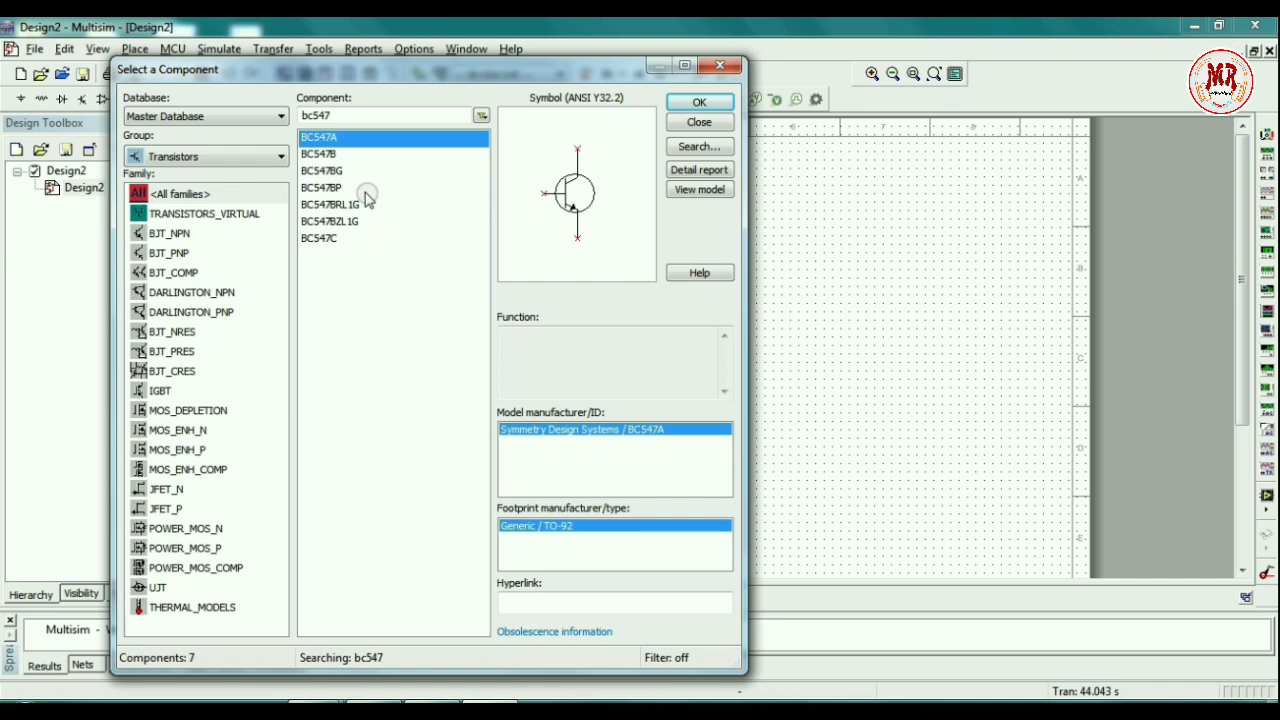 Design2 - Multisim - [Design2]
File Edit View Place MCU Simulate Transfer Tools Reports Options Window Help
MR
Select a Component
Design Toolbox
Design2
Design2
Hierarchy Visibility
Database:
Master Database
Group:
Transistors
Family:
All <All families>
TRANSISTORS_VIRTUAL
BJT_NPN
BJT_PNP
BJT_COMP
DARLINGTON_NPN
DARLINGTON_PNP
BJT_NRES
BJT_PRES
BJT_CRES
IGBT
MOS_DEPLETION
MOS_ENH_N
MOS_ENH_P
MOS_ENH_COMP
JFET_N
JFET_P
POWER_MOS_N
POWER_MOS_P
POWER_MOS_COMP
UJT
THERMAL_MODELS
Component:
bc547
BC547A
BC547B
BC547BG
BC547BP
BC547BRL1G
BC547BZL1G
BC547C
Symbol (ANSI Y32.2)
OK
Close
Search...
Detail report
View model
Help
Function:
Model manufacturer/ID:
Symmetry Design Systems / BC547A
Footprint manufacturer/type:
Generic / TO-92
Hyperlink:
Obsolescence information
Components: 7 Searching: bc547 Filter: off
6 7 8
A
B
C
D
E
Multisim -
Results Nets
Tran: 44.043 s